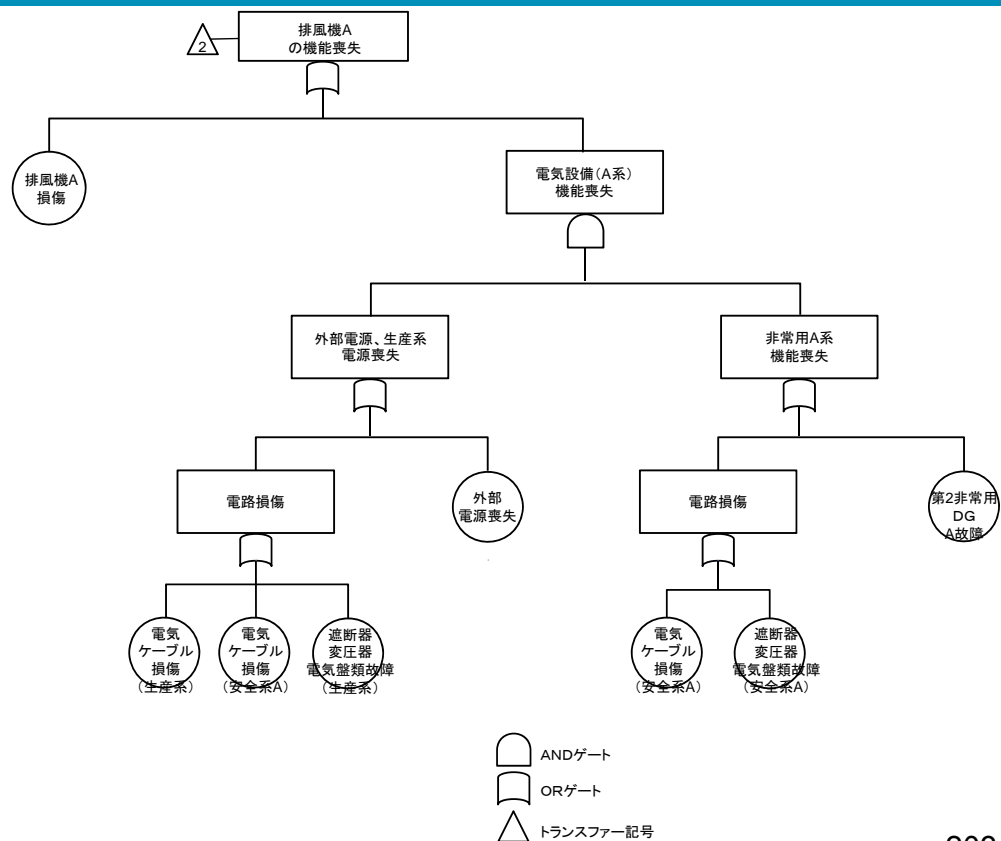 排風機A
の機能喪失
2
排風機A
損傷
電気設備(A系)
機能喪失
外部電源、生産系
電源喪失
非常用A系
機能喪失
電路損傷
外部
電源喪失
電路損傷
第2非常用
DG
A故障
電気
ケーブル
損傷
(生産系)
電気
ケーブル
損傷
(安全系A)
遮断器
変圧器
電気盤類故障
(生産系)
電気
ケーブル
損傷
(安全系A)
遮断器
変圧器
電気盤類故障
(安全系A)
ANDゲート
ORゲート
トランスファー記号